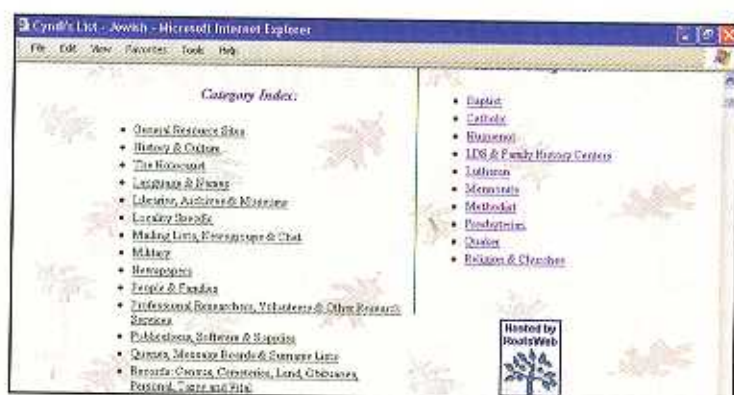 Cyndi's List - Jewish - Microsoft Internet Explorer
File Edit View Favorites Tools Help
Category Index:
• General Resource Sites
• History & Culture
• The Holocaust
• Language & Names
• Libraries, Archives & Museums
• Locality Specific
• Mailing Lists, Newsgroups & Chat
• Military
• Newspapers
• People & Families
• Professional Researchers, Volunteers & Other Research
Services
• Publications, Software & Supplies
• Queries, Message Boards & Surname Lists
• Records: Census, Cemeteries, Land, Obituaries,
Personal, Taxes and Vital
• Baptist
• Catholic
• Huguenot
• LDS & Family History Centers
• Lutheran
• Mennonite
• Methodist
• Presbyterian
• Quaker
• Religion & Churches
Hosted by
RootsWeb